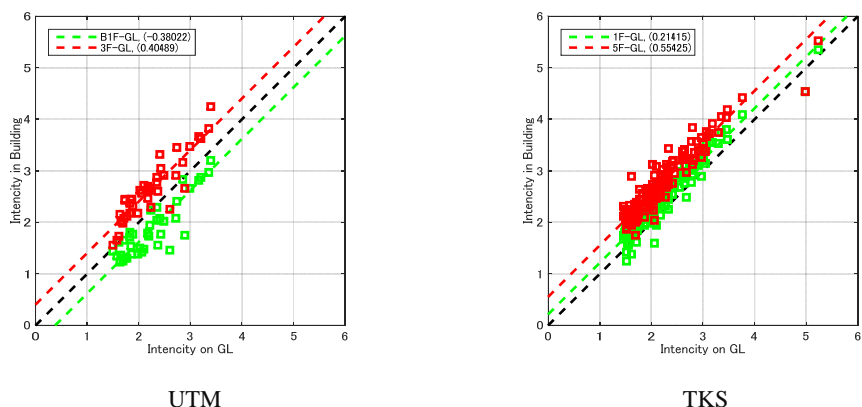 6
5
4
3
2
1
0
Intencity in Building
B1F-GL, (-0.38022)
3F-GL, (0.40489)
0 1 2 3 4 5 6
Intencity on GL
UTM
6
5
4
3
2
1
0
Intencity in Building
1F-GL, (0.21415)
5F-GL, (0.55425)
0 1 2 3 4 5 6
Intencity on GL
TKS